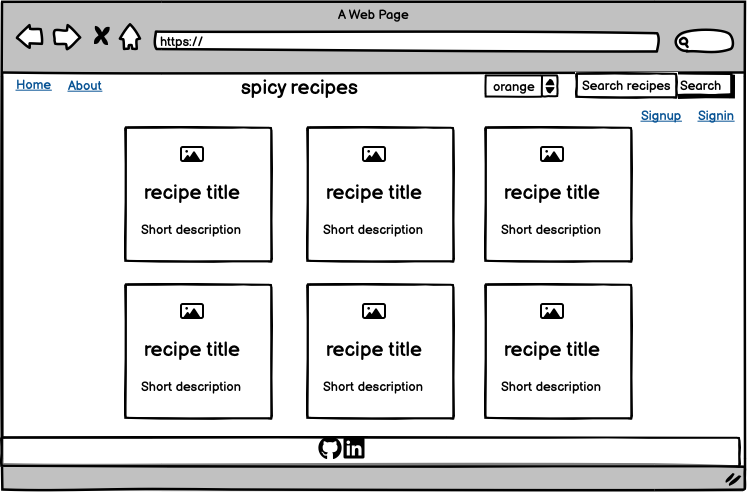 A Web Page
https://
Home About spicy recipes orange Search recipes Search
Signup Signin
recipe title recipe title recipe title
Short description Short description Short description
recipe title recipe title recipe title
Short description Short description Short description
in